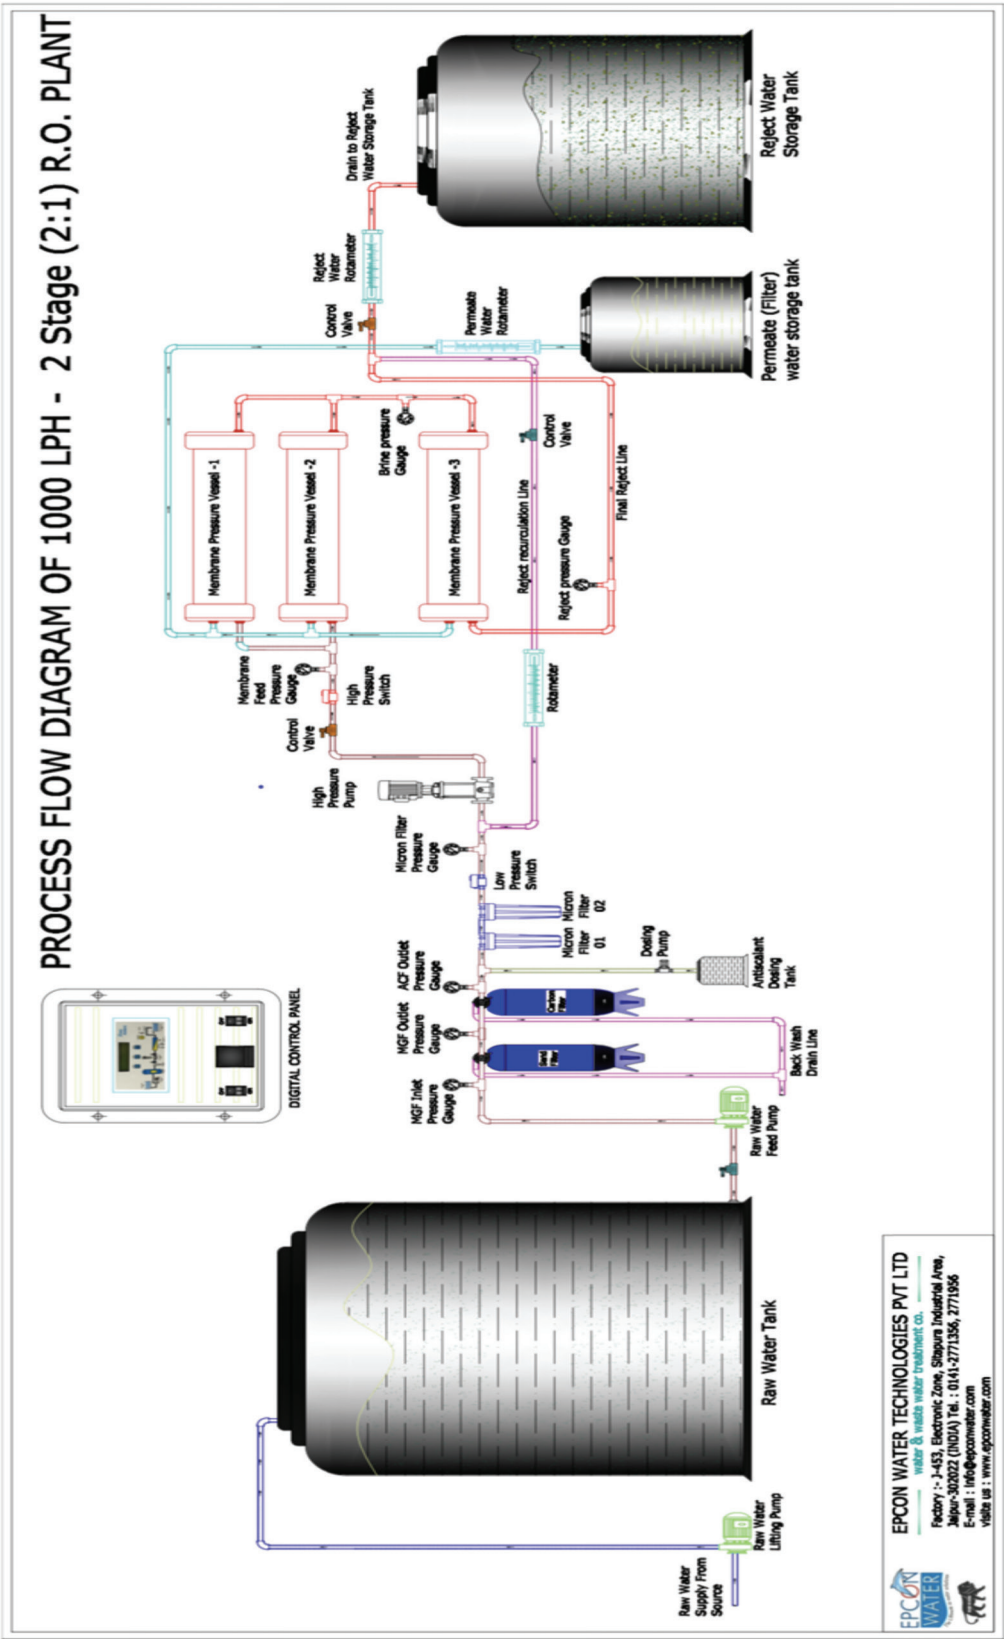 PROCESS FLOW DIAGRAM OF 1000 LPH - 2 Stage (2:1) R.O. PLANT
DIGITAL CONTROL PANEL
Raw Water
Supply From
Source
Raw Water
Lifting Pump
Raw Water Tank
Raw Water
Feed Pump
MGF Inlet
Pressure
Gauge
MGF Outlet
Pressure
Gauge
ACF Outlet
Pressure
Gauge
Sand
Filter
Carbon
Filter
Back Wash
Drain Line
Dosing
Pump
Antiscalant
Dosing
Tank
Micron
Filter
01
Micron
Filter
02
Low
Pressure
Switch
Micron Filter
Pressure
Gauge
High
Pressure
Pump
Control
Valve
High
Pressure
Switch
Membrane
Feed
Pressure
Gauge
Membrane Pressure Vessel -1
Membrane Pressure Vessel -2
Membrane Pressure Vessel -3
Brine pressure
Gauge
Rotameter
Reject recurculation Line
Control
Valve
Reject pressure Gauge
Final Reject Line
Control
Valve
Reject
Water
Rotameter
Permeate
Water
Rotameter
Drain to Reject
Water Storage Tank
Permeate (Filter)
water storage tank
Reject Water
Storage Tank
EPCON
WATER
EPCON WATER TECHNOLOGIES PVT LTD
water & waste water treatment co.
Factory :- J-453, Electronic Zone, Sitapura Industrial Area,
Jaipur-302022 (INDIA) Tel. : 0141-2771356, 2771956
E-mail : info@epconwater.com
visite us : www.epconwater.com